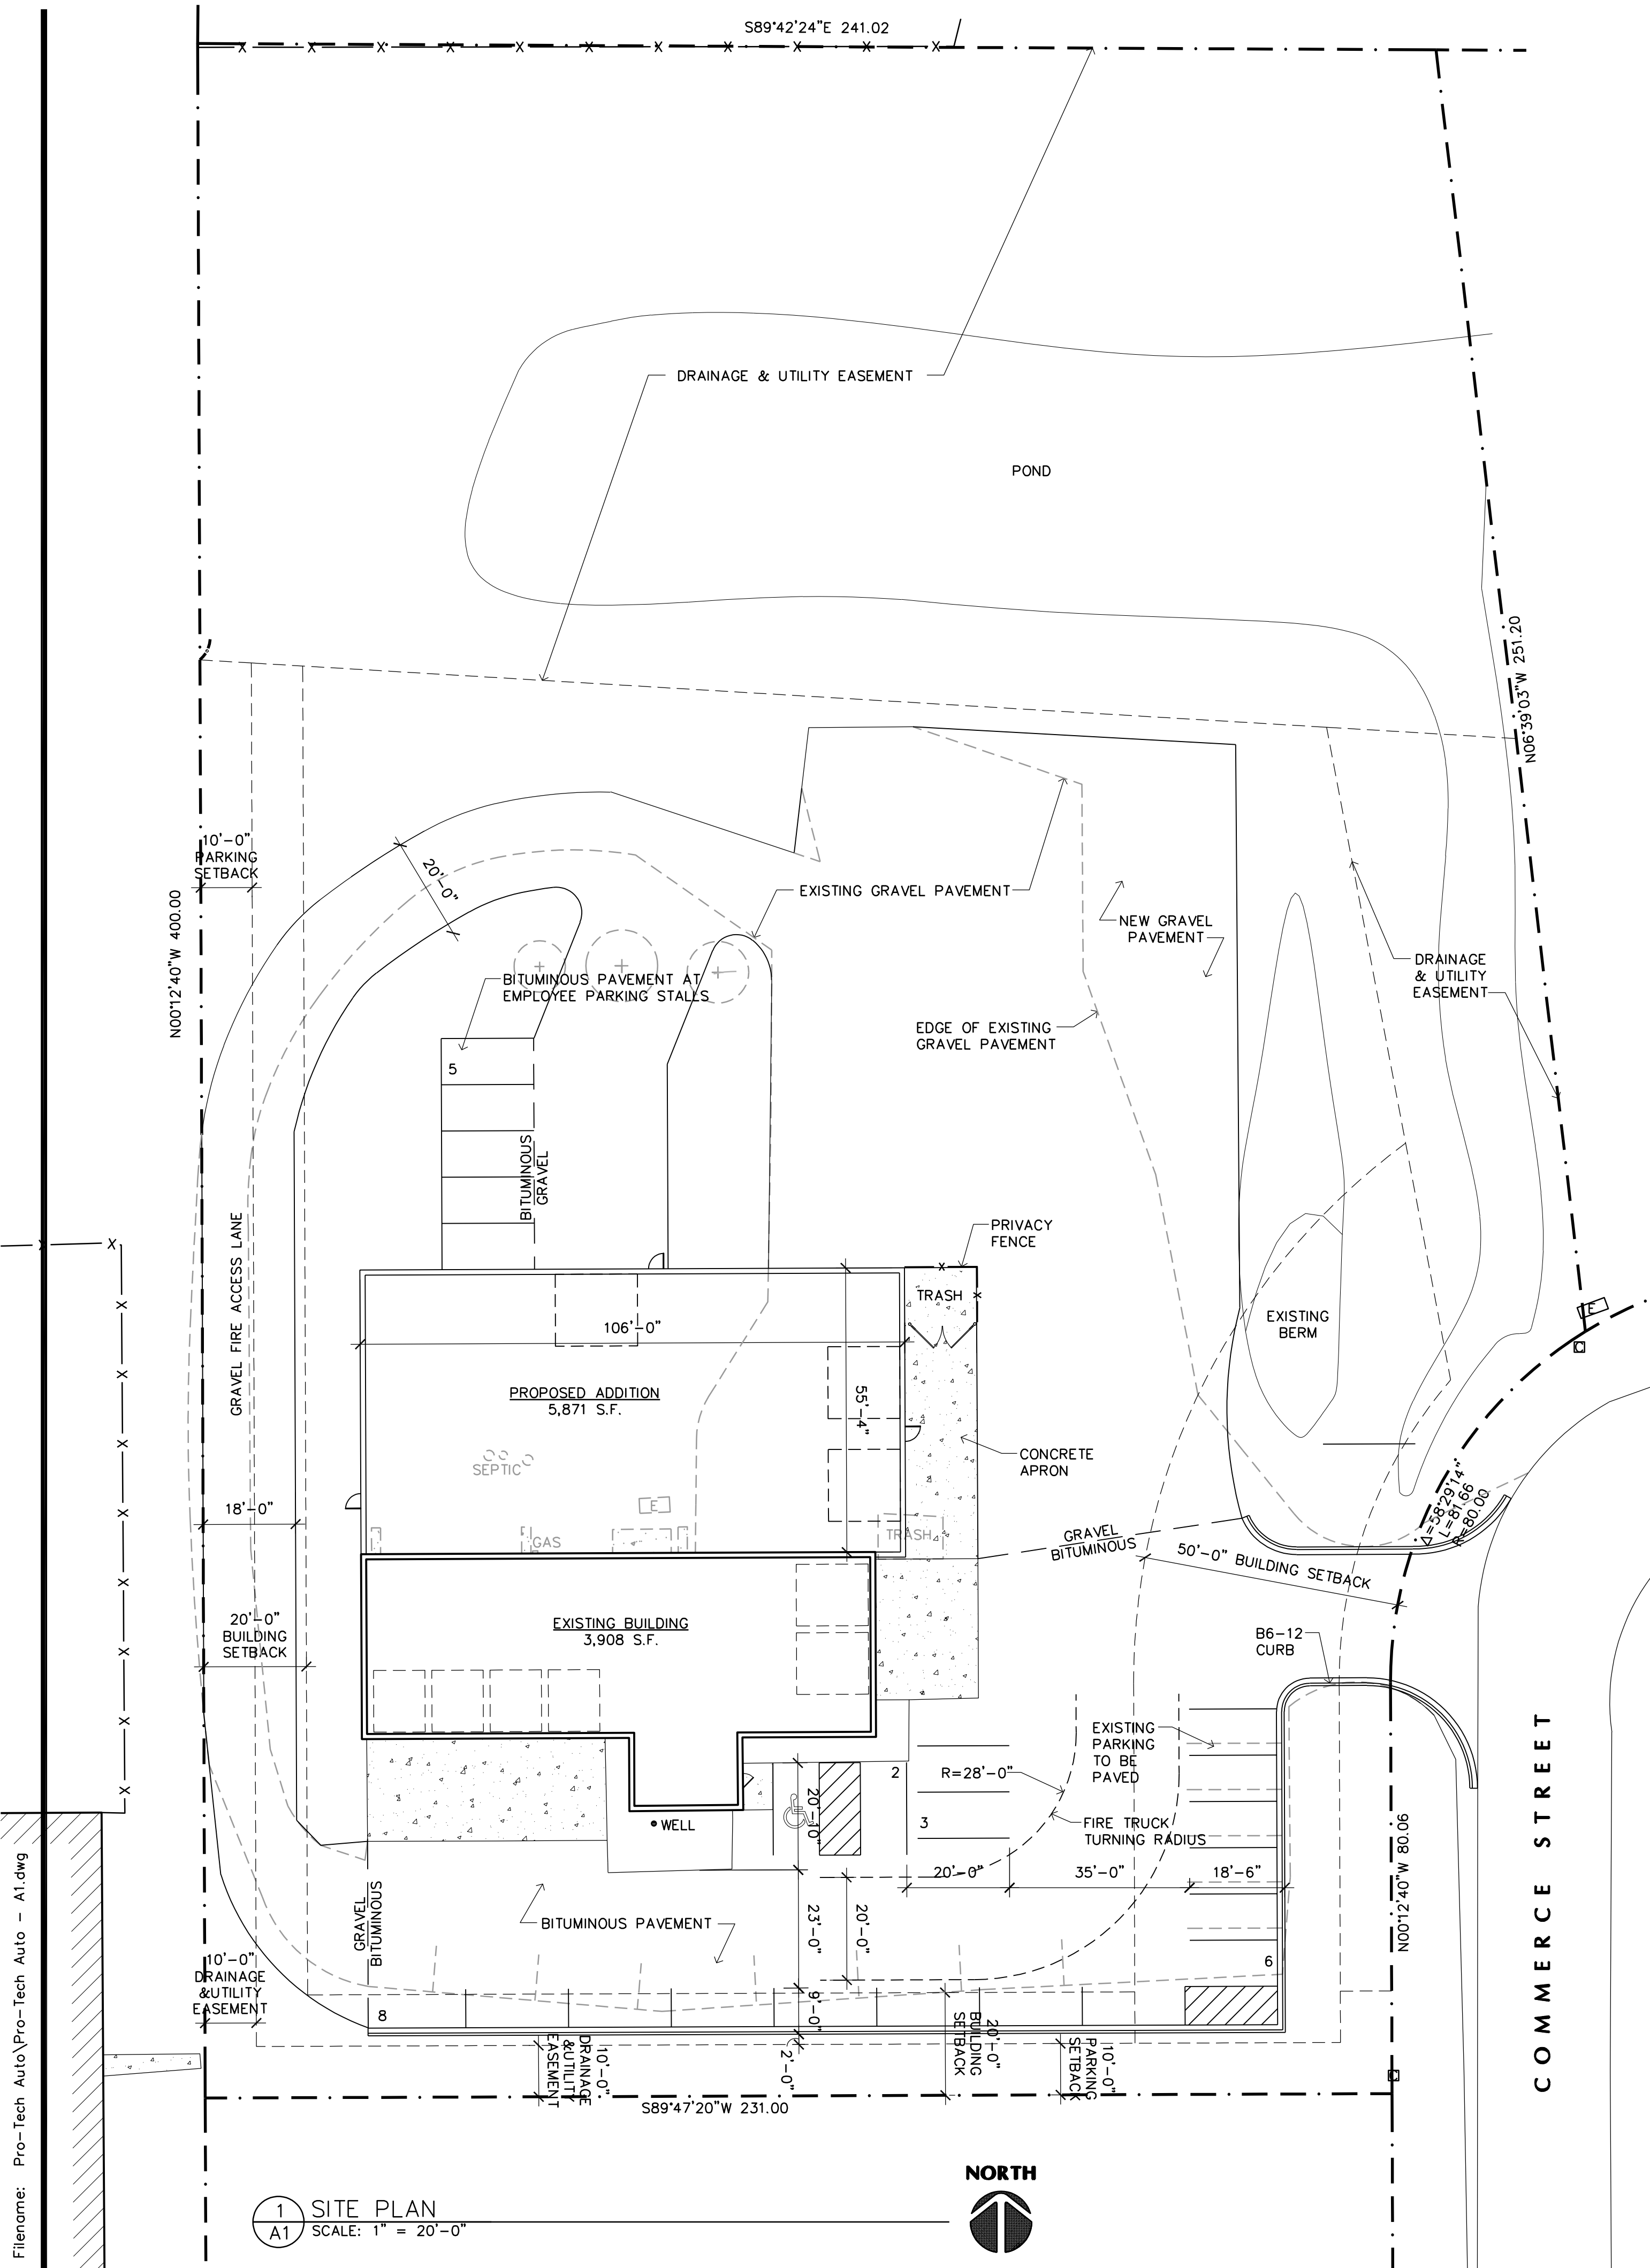 S89°42'24"E 241.02
DRAINAGE & UTILITY EASEMENT
POND
N06°39'03"W 251.20
10'-0"
PARKING
SETBACK
20'-0"
N00°12'40"W 400.00
EXISTING GRAVEL PAVEMENT
NEW GRAVEL
PAVEMENT
DRAINAGE
& UTILITY
EASEMENT
BITUMINOUS PAVEMENT AT
EMPLOYEE PARKING STALLS
EDGE OF EXISTING
GRAVEL PAVEMENT
5
BITUMINOUS
GRAVEL
GRAVEL FIRE ACCESS LANE
PRIVACY
FENCE
TRASH
EXISTING
BERM
E
106'-0"
PROPOSED ADDITION
5,871 S.F.
55'-4"
CONCRETE
APRON
SEPTIC
E
18'-0"
GAS
TRASH
GRAVEL
BITUMINOUS
Δ=58°29'14"
L=81.66
R=80.00
50'-0" BUILDING SETBACK
20'-0"
BUILDING
SETBACK
EXISTING BUILDING
3,908 S.F.
B6-12
CURB
EXISTING
PARKING
TO BE
PAVED
2
R=28'-0"
3
WELL
20'-10"
FIRE TRUCK
TURNING RADIUS
20'-0"
35'-0"
18'-6"
GRAVEL
BITUMINOUS
BITUMINOUS PAVEMENT
23'-0"
20'-0"
N00°12'40"W 80.06
COMMERCE STREET
10'-0"
DRAINAGE
&UTILITY
EASEMENT
6
8
9'-0"
10'-0"
DRAINAGE
&UTILITY
EASEMENT
2'-0"
20'-0"
BUILDING
SETBACK
10'-0"
PARKING
SETBACK
S89°47'20"W 231.00
NORTH
1
A1
SITE PLAN
SCALE: 1" = 20'-0"
Filename: Pro-Tech Auto\Pro-Tech Auto - A1.dwg